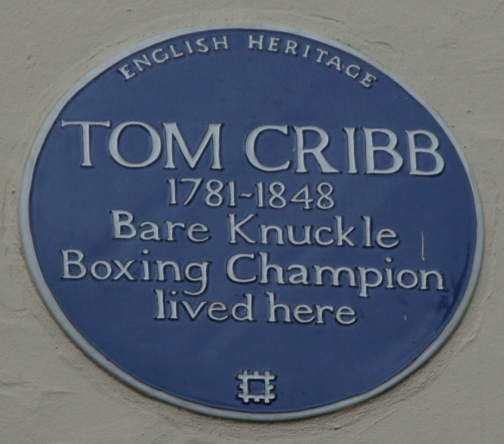 ENGLISH HERITAGE
TOM CRIBB
1781-1848
Bare Knuckle
Boxing Champion
lived here